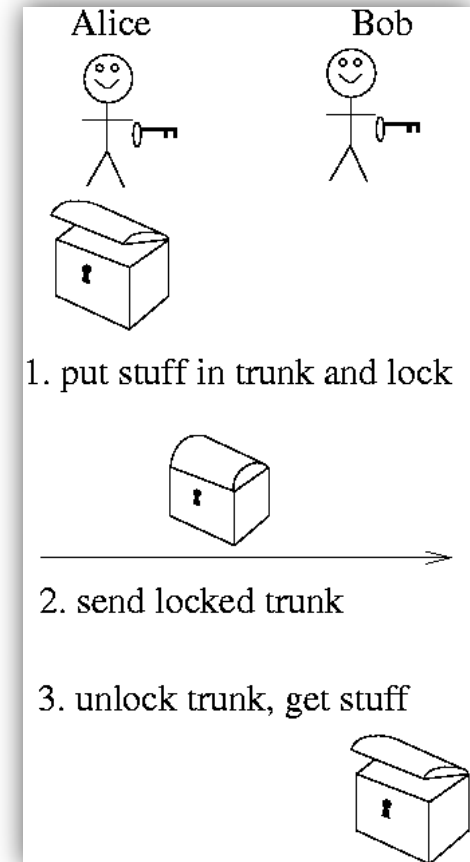 Alice Bob
1. put stuff in trunk and lock
2. send locked trunk
3. unlock trunk, get stuff